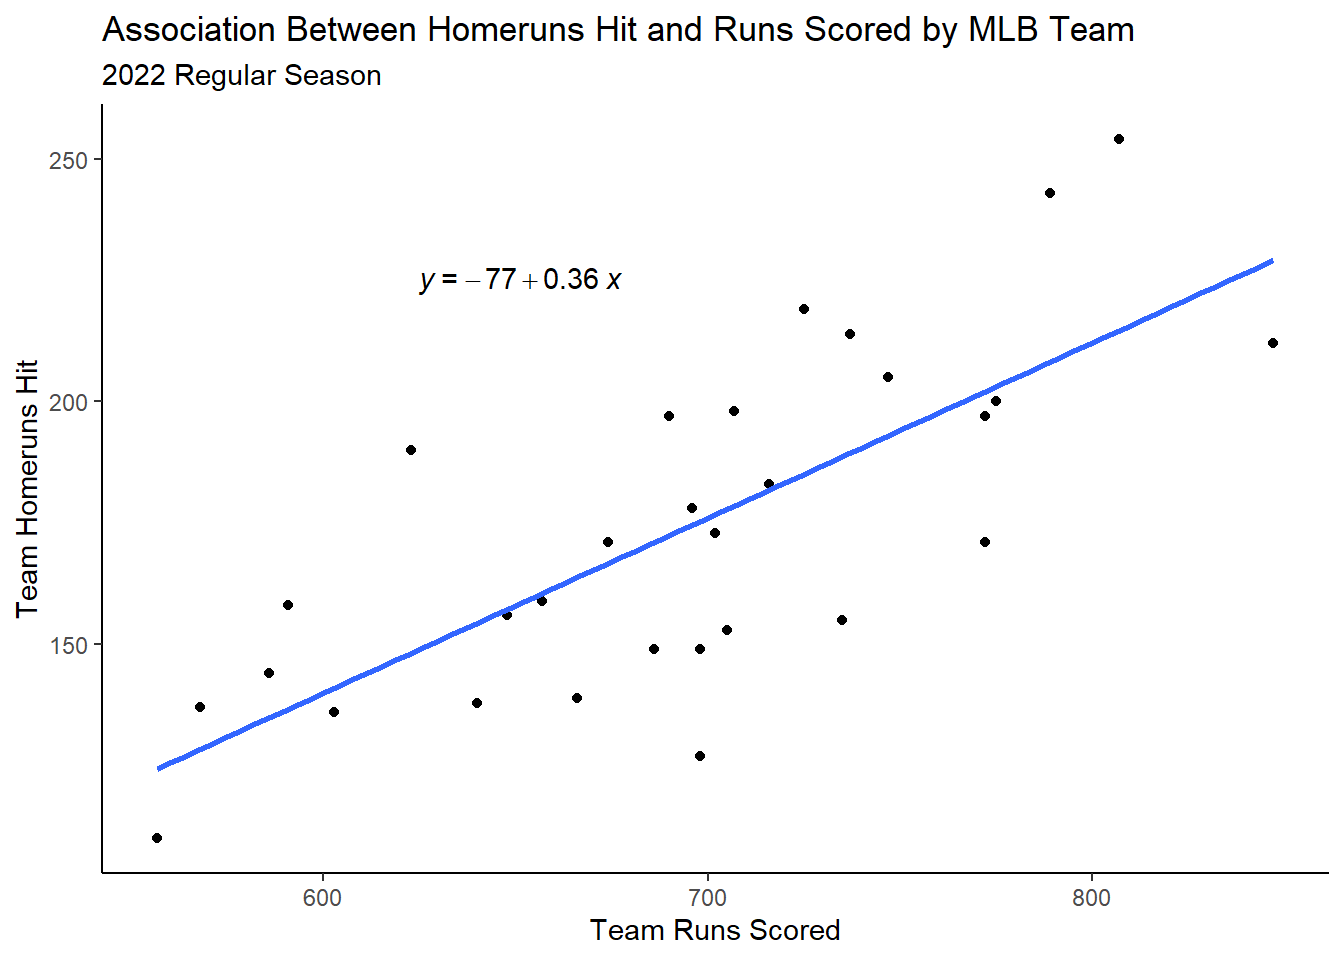 Association Between Homeruns Hit and Runs Scored by MLB Team
2022 Regular Season
250
200
150
Team Homeruns Hit
y = −77 + 0.36 x
600
700
800
Team Runs Scored